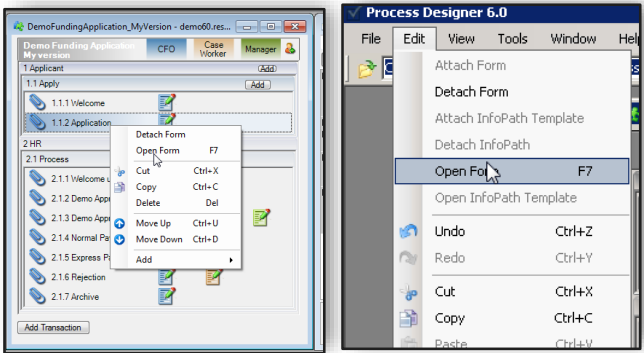 DemoFundingApplication_MyVersion - demo60.res...
Demo Funding Application
My version
CFO
Case
Worker
Manager
1 Applicant
(Add)
1.1 Apply
(Add)
1.1.1 Welcome
1.1.2 Application
2 HR
2.1 Process
2.1.1 Welcome
2.1.2 Demo
2.1.3 Demo
2.1.4 Normal
2.1.5 Express
2.1.6 Rejection
2.1.7 Archive
Add Transaction
Detach Form
Open Form F7
Cut Ctrl+X
Copy Ctrl+C
Delete Del
Move Up Ctrl+U
Move Down Ctrl+D
Add
Process Designer 6.0
File Edit View Tools Window Hel
Attach Form
Detach Form
Attach InfoPath Template
Detach InfoPath
Open Form F7
Open InfoPath Template
Undo Ctrl+Z
Redo Ctrl+Y
Cut Ctrl+X
Copy Ctrl+C
Paste Ctrl+V